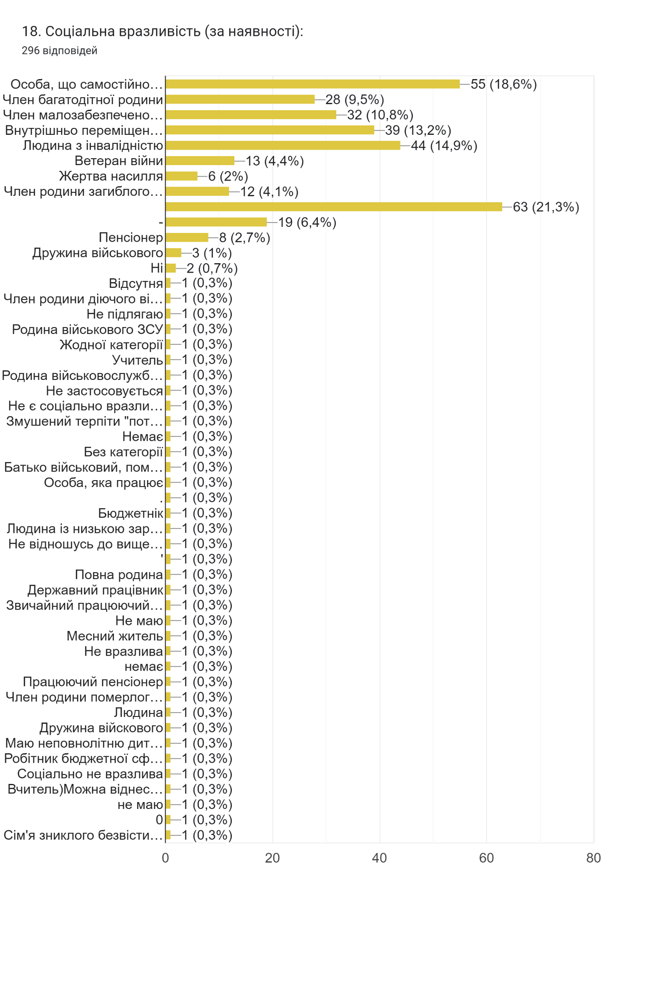 18. Соціальна вразливість (за наявності):
296 відповідей
Особа, що самостійно… 55 (18,6%)
Член багатодітної родини 28 (9,5%)
Член малозабезпечено… 32 (10,8%)
Внутрішньо переміщен… 39 (13,2%)
Людина з інвалідністю 44 (14,9%)
Ветеран війни 13 (4,4%)
Жертва насилля 6 (2%)
Член родини загиблого… 12 (4,1%)
63 (21,3%)
- 19 (6,4%)
Пенсіонер 8 (2,7%)
Дружина військового 3 (1%)
Ні 2 (0,7%)
Відсутня 1 (0,3%)
Член родини діючого ві… 1 (0,3%)
Не підлягаю 1 (0,3%)
Родина військового ЗСУ 1 (0,3%)
Жодної категорії 1 (0,3%)
Учитель 1 (0,3%)
Родина військовослужб… 1 (0,3%)
Не застосовується 1 (0,3%)
Не є соціально вразли… 1 (0,3%)
Змушений терпіти "пот… 1 (0,3%)
Немає 1 (0,3%)
Без категорії 1 (0,3%)
Батько військовий, пом… 1 (0,3%)
Особа, яка працює 1 (0,3%)
. 1 (0,3%)
Бюджетнік 1 (0,3%)
Людина із низькою зар… 1 (0,3%)
Не відношусь до вище… 1 (0,3%)
' 1 (0,3%)
Повна родина 1 (0,3%)
Державний працівник 1 (0,3%)
Звичайний працюючий… 1 (0,3%)
Не маю 1 (0,3%)
Месний житель 1 (0,3%)
Не вразлива 1 (0,3%)
немає 1 (0,3%)
Працюючий пенсіонер 1 (0,3%)
Член родини померлог… 1 (0,3%)
Людина 1 (0,3%)
Дружина війскового 1 (0,3%)
Маю неповнолітню дит… 1 (0,3%)
Робітник бюджетної сф… 1 (0,3%)
Соціально не вразлива 1 (0,3%)
Вчитель)Можна віднес… 1 (0,3%)
не маю 1 (0,3%)
0 1 (0,3%)
Сім'я зниклого безвісти… 1 (0,3%)
0 20 40 60 80